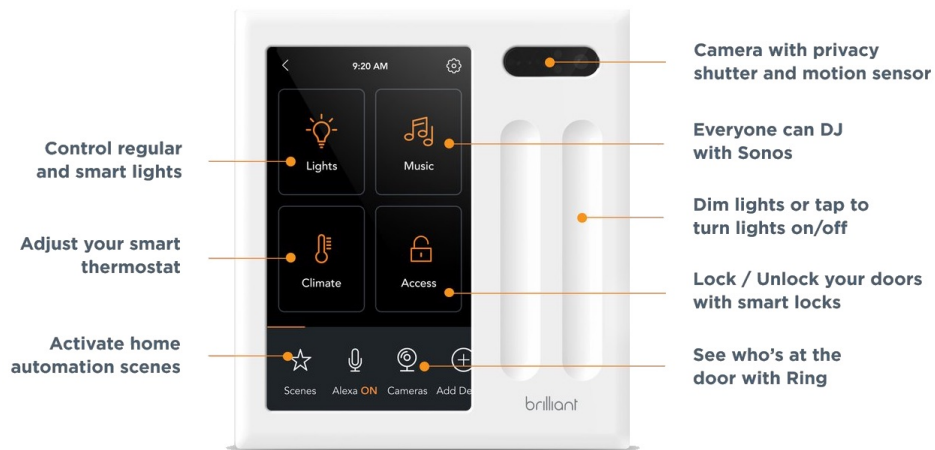 Camera with privacy
shutter and motion sensor
9:20 AM
Everyone can DJ
with Sonos
Control regular
and smart lights
Lights
Music
Dim lights or tap to
turn lights on/off
Adjust your smart
thermostat
Climate
Access
Lock / Unlock your doors
with smart locks
Activate home
automation scenes
See who's at the
door with Ring
Scenes
Alexa ON
Cameras
Add De
brilliant